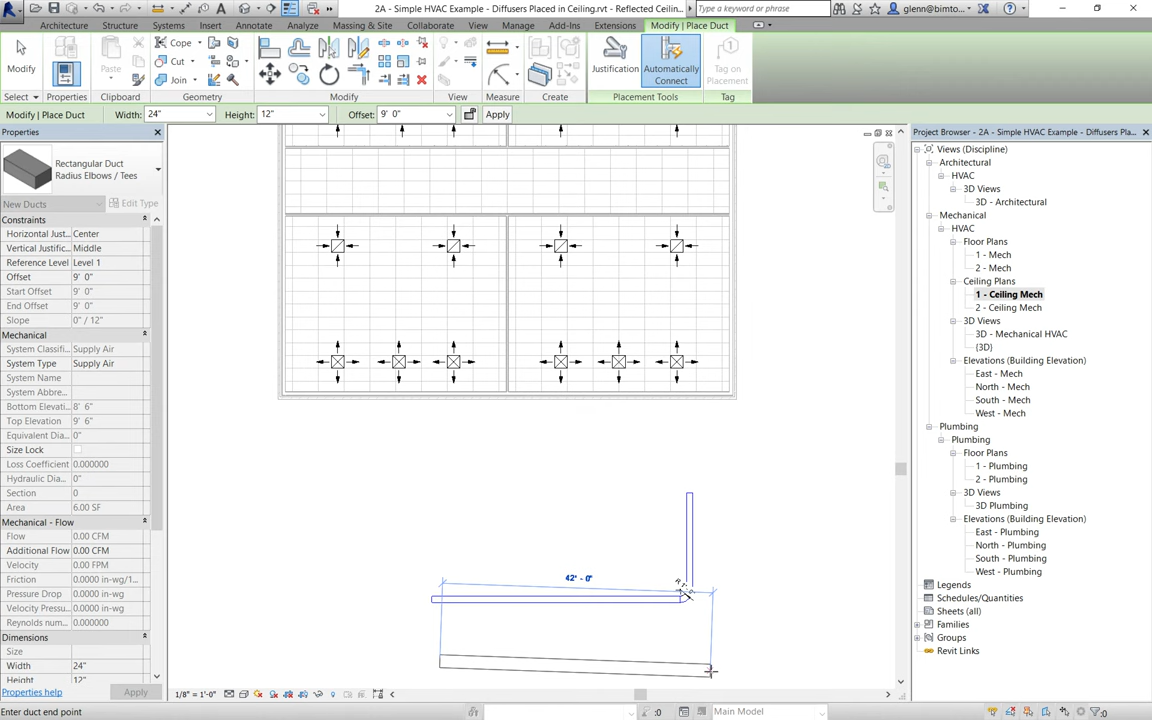 2A - Simple HVAC Example - Diffusers Placed in Ceiling.rvt - Reflected Ceilin...
Type a keyword or phrase
glenn@bimto...
Architecture Structure Systems Insert Annotate Analyze Massing & Site Collaborate View Manage Add-Ins Extensions Modify | Place Duct
Modify Paste Cope Cut Join Justification Automatically Connect Tag on Placement
Select Properties Clipboard Geometry Modify View Measure Create Placement Tools Tag
Modify | Place Duct Width: 24" Height: 12" Offset: 9' 0" Apply
Properties
Rectangular Duct
Radius Elbows / Tees
New Ducts Edit Type
Constraints
Horizontal Just... Center
Vertical Justific... Middle
Reference Level Level 1
Offset 9' 0"
Start Offset 9' 0"
End Offset 9' 0"
Slope 0" / 12"
Mechanical
System Classifi... Supply Air
System Type Supply Air
System Name
System Abbre...
Bottom Elevati... 8' 6"
Top Elevation 9' 6"
Equivalent Dia... 0"
Size Lock
Loss Coefficient 0.000000
Hydraulic Dia... 0"
Section 0
Area 6.00 SF
Mechanical - Flow
Flow 0.00 CFM
Additional Flow 0.00 CFM
Velocity 0.00 FPM
Friction 0.0000 in-wg/1...
Pressure Drop 0.0000 in-wg
Velocity Pressu... 0.0000 in-wg
Reynolds num... 0.000000
Dimensions
Size
Width 24"
Height 12"
Properties help Apply
42' - 0"
1/8" = 1'-0"
Enter duct end point
:0 Main Model :0
Project Browser - 2A - Simple HVAC Example - Diffusers Pla...
Views (Discipline)
Architectural
HVAC
3D Views
3D - Architectural
Mechanical
HVAC
Floor Plans
1 - Mech
2 - Mech
Ceiling Plans
1 - Ceiling Mech
2 - Ceiling Mech
3D Views
3D - Mechanical HVAC
{3D}
Elevations (Building Elevation)
East - Mech
North - Mech
South - Mech
West - Mech
Plumbing
Plumbing
Floor Plans
1 - Plumbing
2 - Plumbing
3D Views
3D Plumbing
Elevations (Building Elevation)
East - Plumbing
North - Plumbing
South - Plumbing
West - Plumbing
Legends
Schedules/Quantities
Sheets (all)
Families
Groups
Revit Links